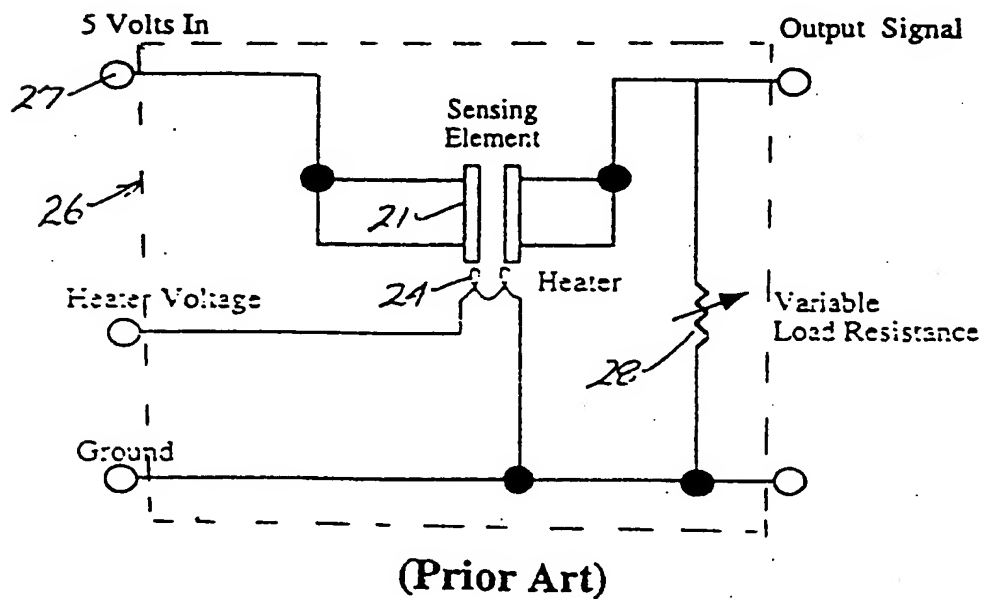 5 Volts In
Output Signal
27
Sensing
Element
26
21
24
Heater
Heater Voltage
Variable
Load Resistance
28
Ground
(Prior Art)